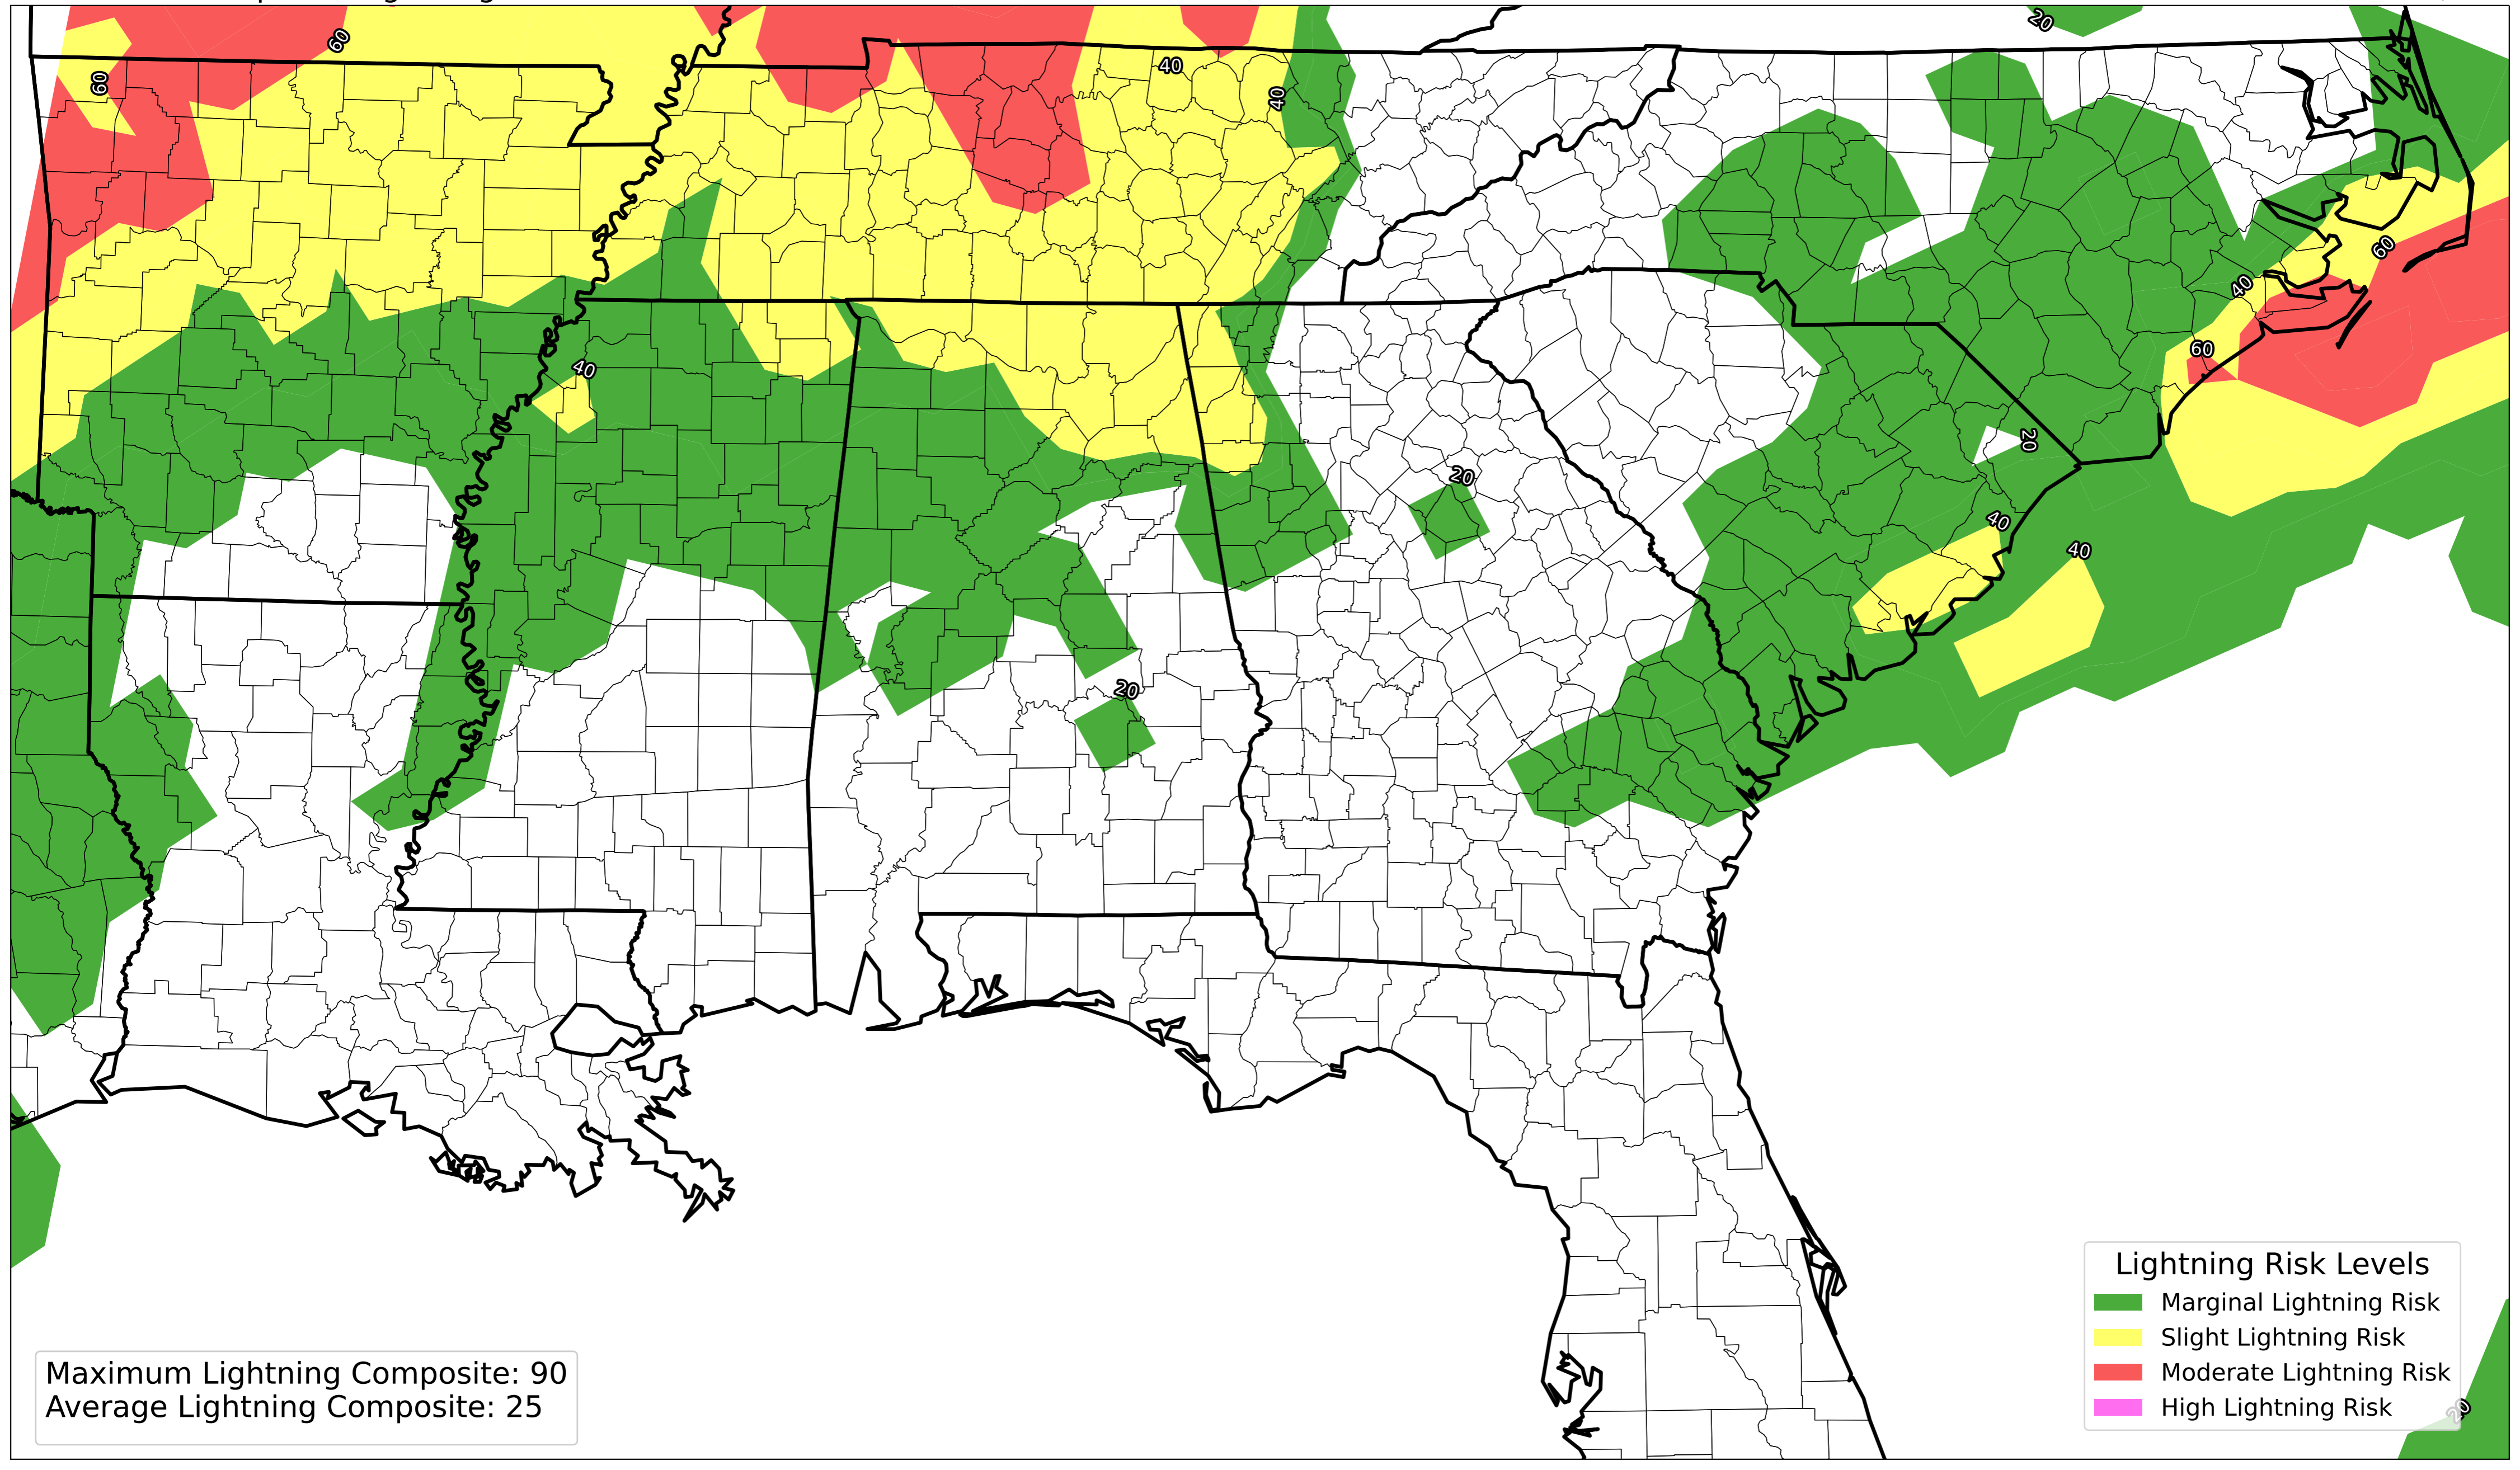 20
60
40
60
40
60
40
60
40
20
20
40
40
20
Lightning Risk Levels
Marginal Lightning Risk
Slight Lightning Risk
Moderate Lightning Risk
High Lightning Risk
Maximum Lightning Composite: 90
Average Lightning Composite: 25
20